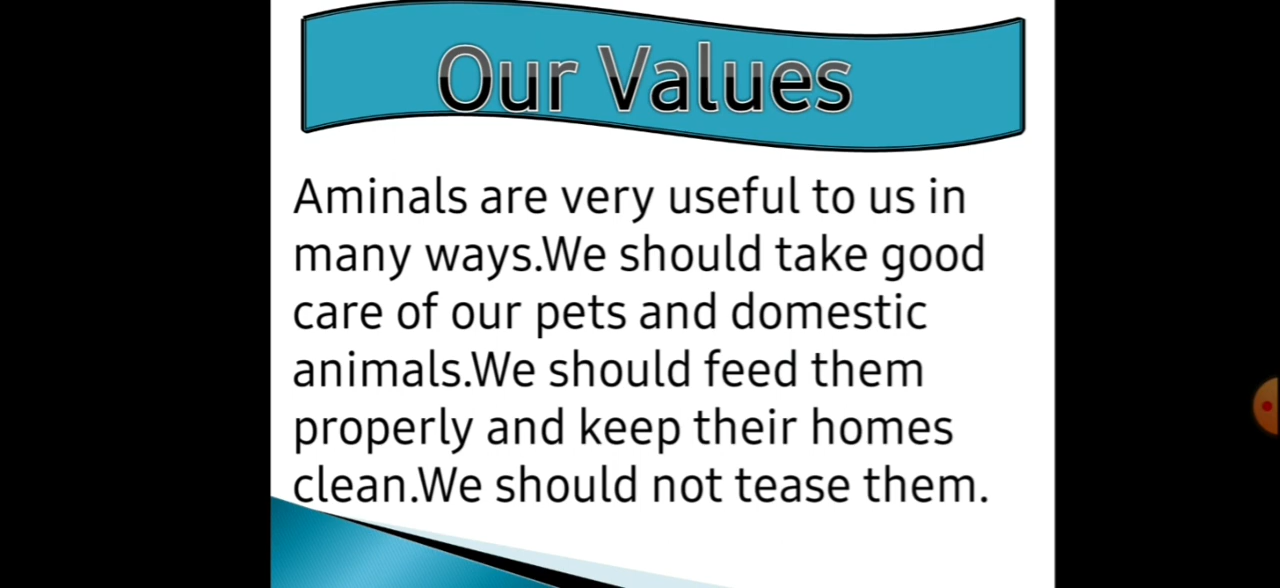 Our Values
Aminals are very useful to us in
many ways.We should take good
care of our pets and domestic
animals.We should feed them
properly and keep their homes
clean.We should not tease them.